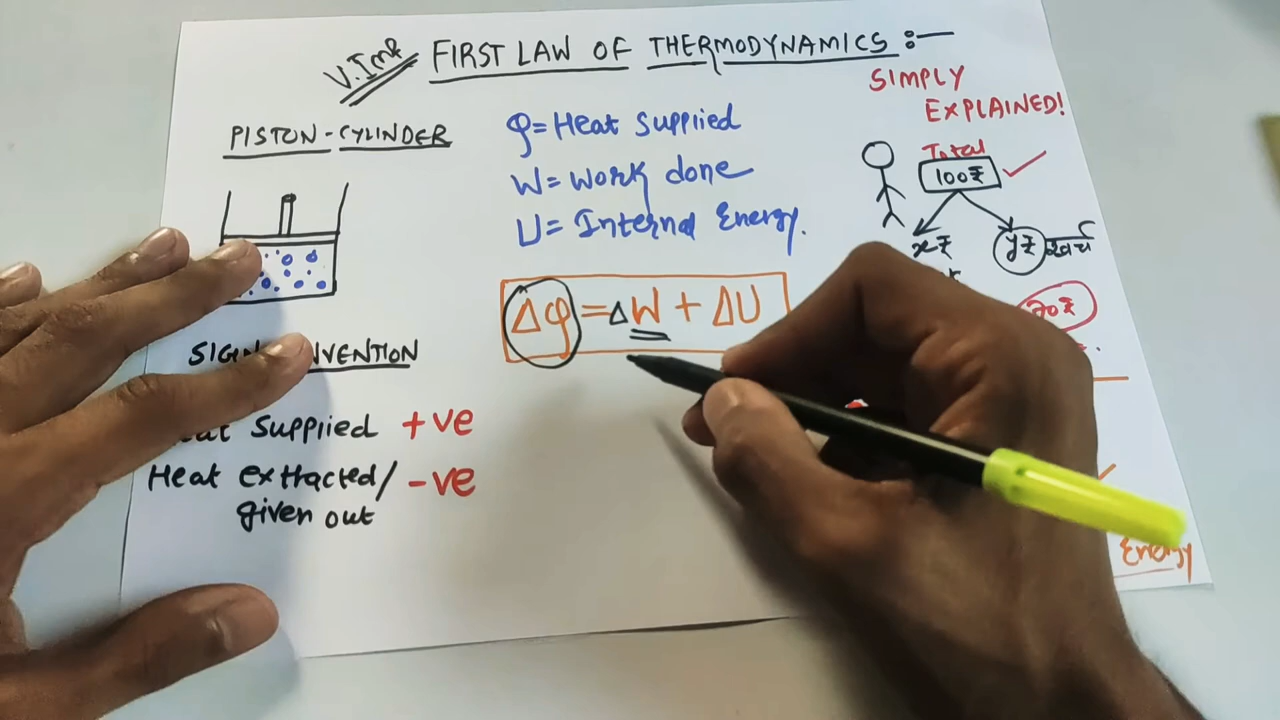 V. Imp FIRST LAW OF THERMODYNAMICS :-
SIMPLY
EXPLAINED!
PISTON-CYLINDER
Q = Heat Supplied
W = Work done
U = Internal Energy.
Total
100₹
x₹
y₹
ΔQ = ΔW + ΔU
70₹
Supplied +ve
Heat extracted/ -ve
given out
Energy